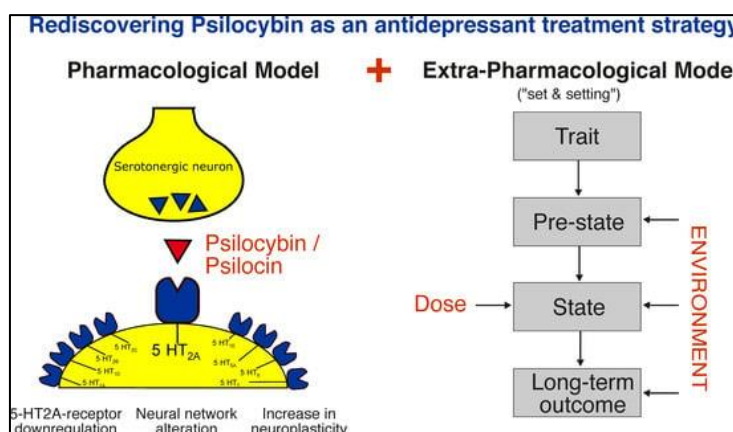 Rediscovering Psilocybin as an antidepressant treatment strategy
Pharmacological Model
+
Extra-Pharmacological Mode
("set & setting")
Serotonergic neuron
Psilocybin /
Psilocin
5 HT2A
5-HT2A-receptor
downregulation
Neural network
alteration
Increase in
neuroplasticity
Trait
Pre-state
Dose
State
Long-term
outcome
ENVIRONMENT